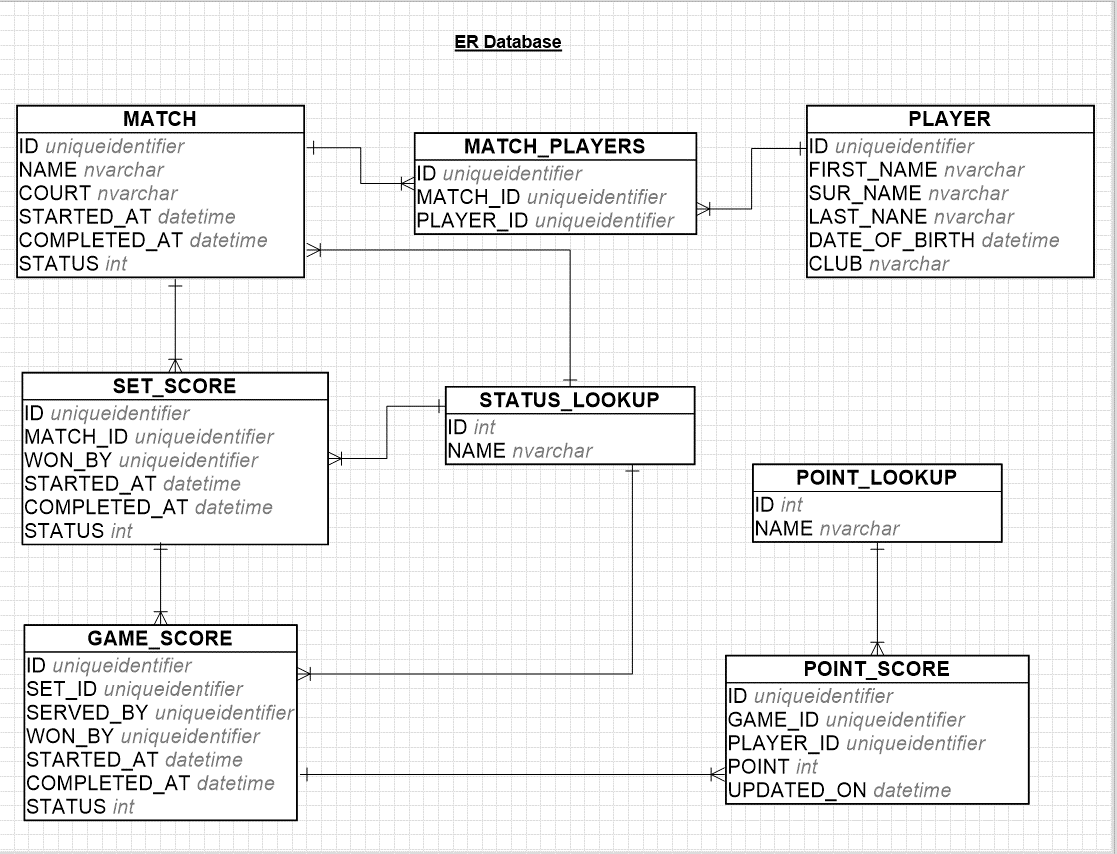 ER Database
MATCH
ID uniqueidentifier
NAME nvarchar
COURT nvarchar
STARTED_AT datetime
COMPLETED_AT datetime
STATUS int
MATCH_PLAYERS
ID uniqueidentifier
MATCH_ID uniqueidentifier
PLAYER_ID uniqueidentifier
PLAYER
ID uniqueidentifier
FIRST_NAME nvarchar
SUR_NAME nvarchar
LAST_NANE nvarchar
DATE_OF_BIRTH datetime
CLUB nvarchar
SET_SCORE
ID uniqueidentifier
MATCH_ID uniqueidentifier
WON_BY uniqueidentifier
STARTED_AT datetime
COMPLETED_AT datetime
STATUS int
STATUS_LOOKUP
ID int
NAME nvarchar
POINT_LOOKUP
ID int
NAME nvarchar
GAME_SCORE
ID uniqueidentifier
SET_ID uniqueidentifier
SERVED_BY uniqueidentifier
WON_BY uniqueidentifier
STARTED_AT datetime
COMPLETED_AT datetime
STATUS int
POINT_SCORE
ID uniqueidentifier
GAME_ID uniqueidentifier
PLAYER_ID uniqueidentifier
POINT int
UPDATED_ON datetime